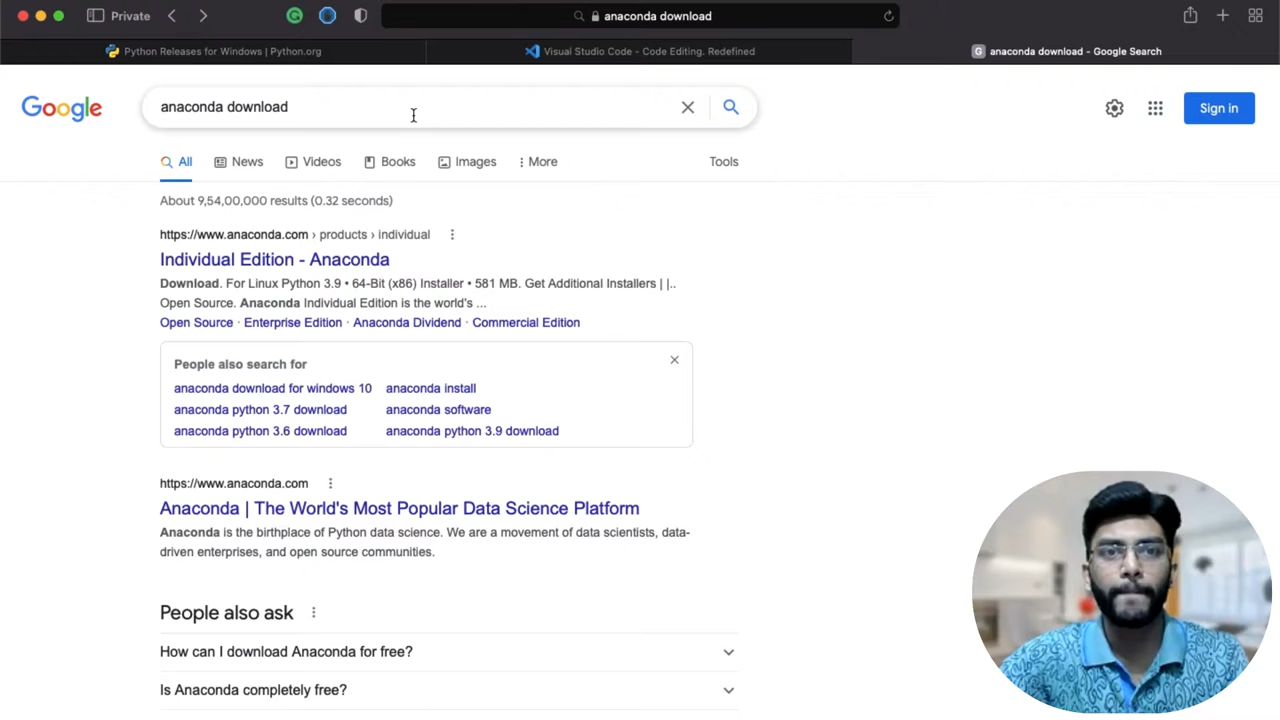 Private
anaconda download
Python Releases for Windows | Python.org
Visual Studio Code - Code Editing. Redefined
G anaconda download - Google Search
Google
anaconda download
Sign in
All
News
Videos
Books
Images
More
Tools
About 9,54,00,000 results (0.32 seconds)
https://www.anaconda.com › products › individual
Individual Edition - Anaconda
Download. For Linux Python 3.9 • 64-Bit (x86) Installer • 581 MB. Get Additional Installers | |..
Open Source. Anaconda Individual Edition is the world's ...
Open Source · Enterprise Edition · Anaconda Dividend · Commercial Edition
People also search for
anaconda download for windows 10
anaconda install
anaconda python 3.7 download
anaconda software
anaconda python 3.6 download
anaconda python 3.9 download
https://www.anaconda.com
Anaconda | The World's Most Popular Data Science Platform
Anaconda is the birthplace of Python data science. We are a movement of data scientists, data-
driven enterprises, and open source communities.
People also ask
How can I download Anaconda for free?
Is Anaconda completely free?